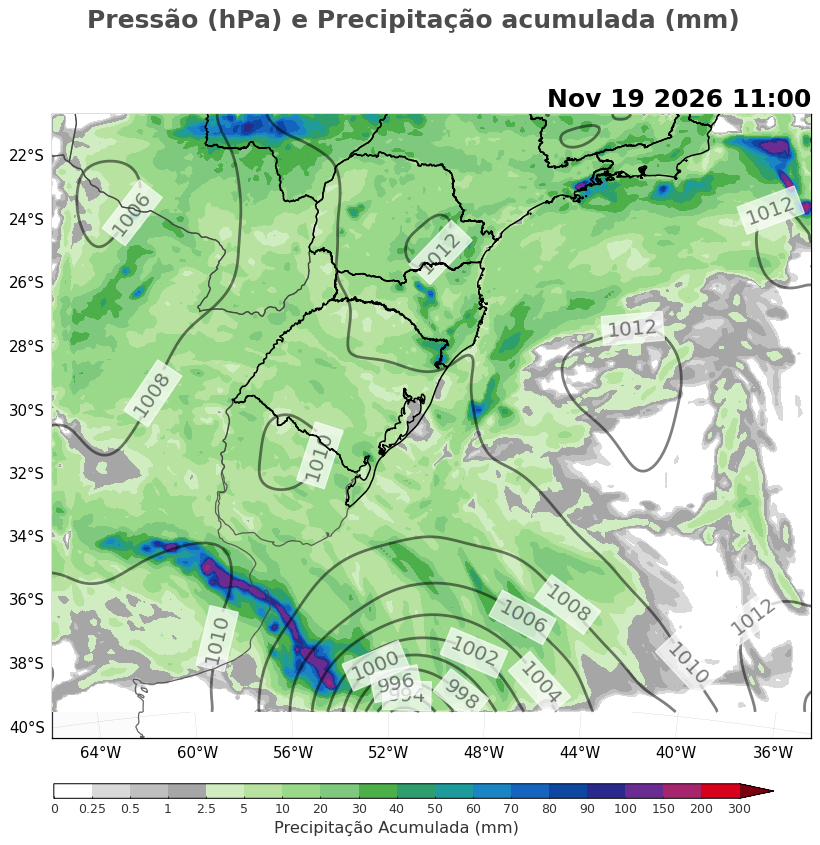 Pressão (hPa) e Precipitação acumulada (mm)
Nov 19 2026 11:00
22°S
24°S
26°S
28°S
30°S
32°S
34°S
36°S
38°S
40°S
1006
1012
1012
1012
1008
1010
1008
1006
1012
1010
1002
1010
1000
1004
996
998
994
64°W 60°W 56°W 52°W 48°W 44°W 40°W 36°W
0 0.25 0.5 1 2.5 5 10 20 30 40 50 60 70 80 90 100 150 200 300
Precipitação Acumulada (mm)